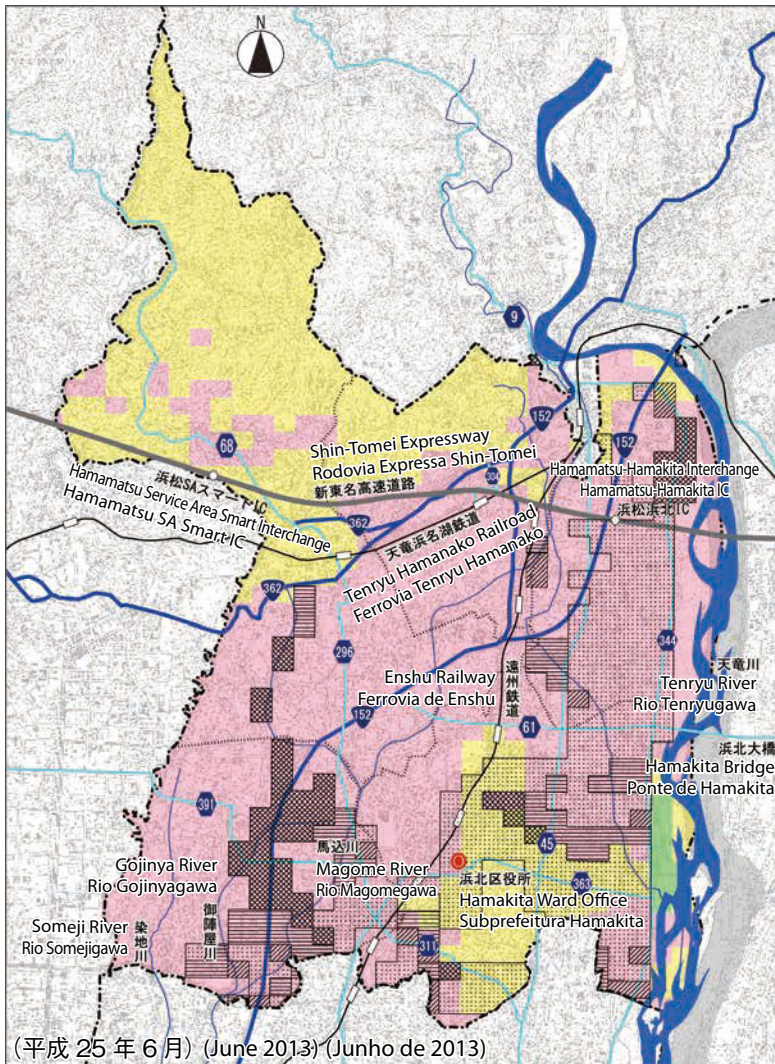 N
9
152
152
68
Shin-Tomei Expressway
Rodovia Expressa Shin-Tomei
新東名高速道路
304
浜松SAスマートIC
Hamamatsu Service Area Smart Interchange
Hamamatsu SA Smart IC
Hamamatsu-Hamakita Interchange
Hamamatsu-Hamakita IC
浜松浜北IC
362
天竜浜名湖鉄道
Tenryu Hamanako Railroad
Ferrovia Tenryu Hamanako
362
296
344
Enshu Railway
Ferrovia de Enshu
遠州鉄道
天竜川
Tenryu River
Rio Tenryugawa
152
61
浜北大橋
Hamakita Bridge
Ponte de Hamakita
391
45
馬込川
Magome River
Rio Magomegawa
Gojinya River
Rio Gojinyagawa
御陣屋川
浜北区役所
Hamakita Ward Office
Subprefeitura Hamakita
363
Someji River
Rio Somejigawa
染地川
311
(平成 25 年 6 月) (June 2013) (Junho de 2013)